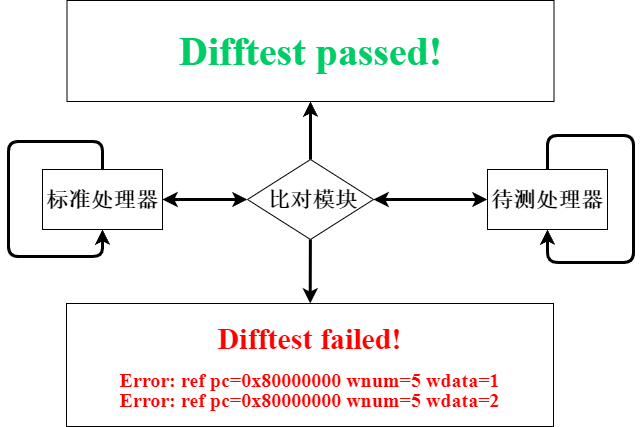 Difftest passed!
标准处理器
比对模块
待测处理器
Difftest failed!
Error: ref pc=0x80000000 wnum=5 wdata=1
Error: ref pc=0x80000000 wnum=5 wdata=2